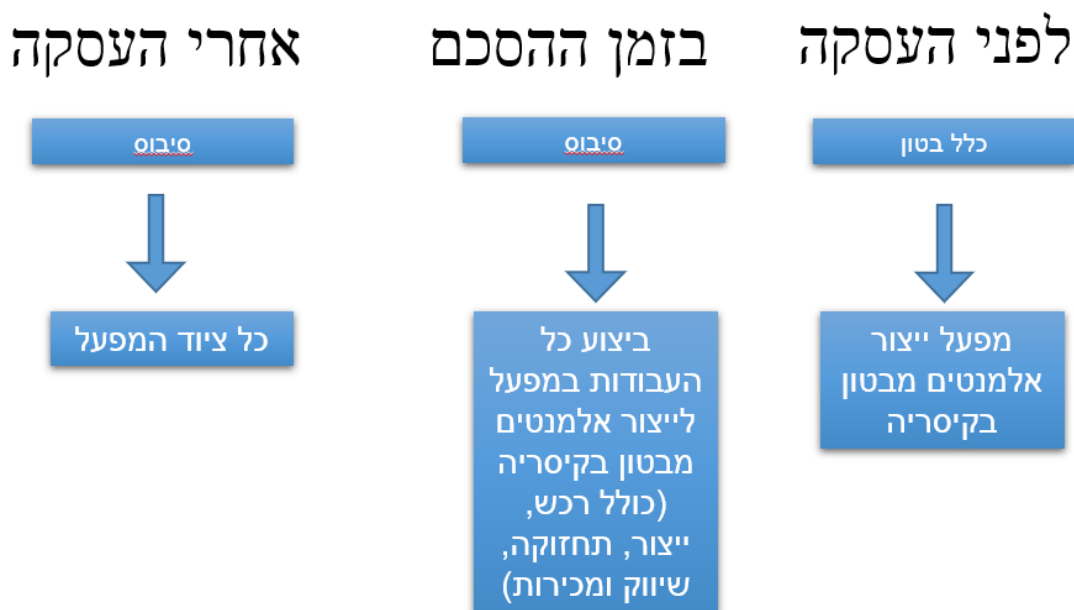 לפני העסקה
בזמן ההסכם
אחרי העסקה
כלל בטון
סיבוס
סיבוס
מפעל ייצור
אלמנטים מבטון
בקיסריה
ביצוע כל
העבודות במפעל
לייצור אלמנטים
מבטון בקיסריה
(כולל רכש,
ייצור, תחזוקה,
שיווק ומכירות)
כל ציוד המפעל